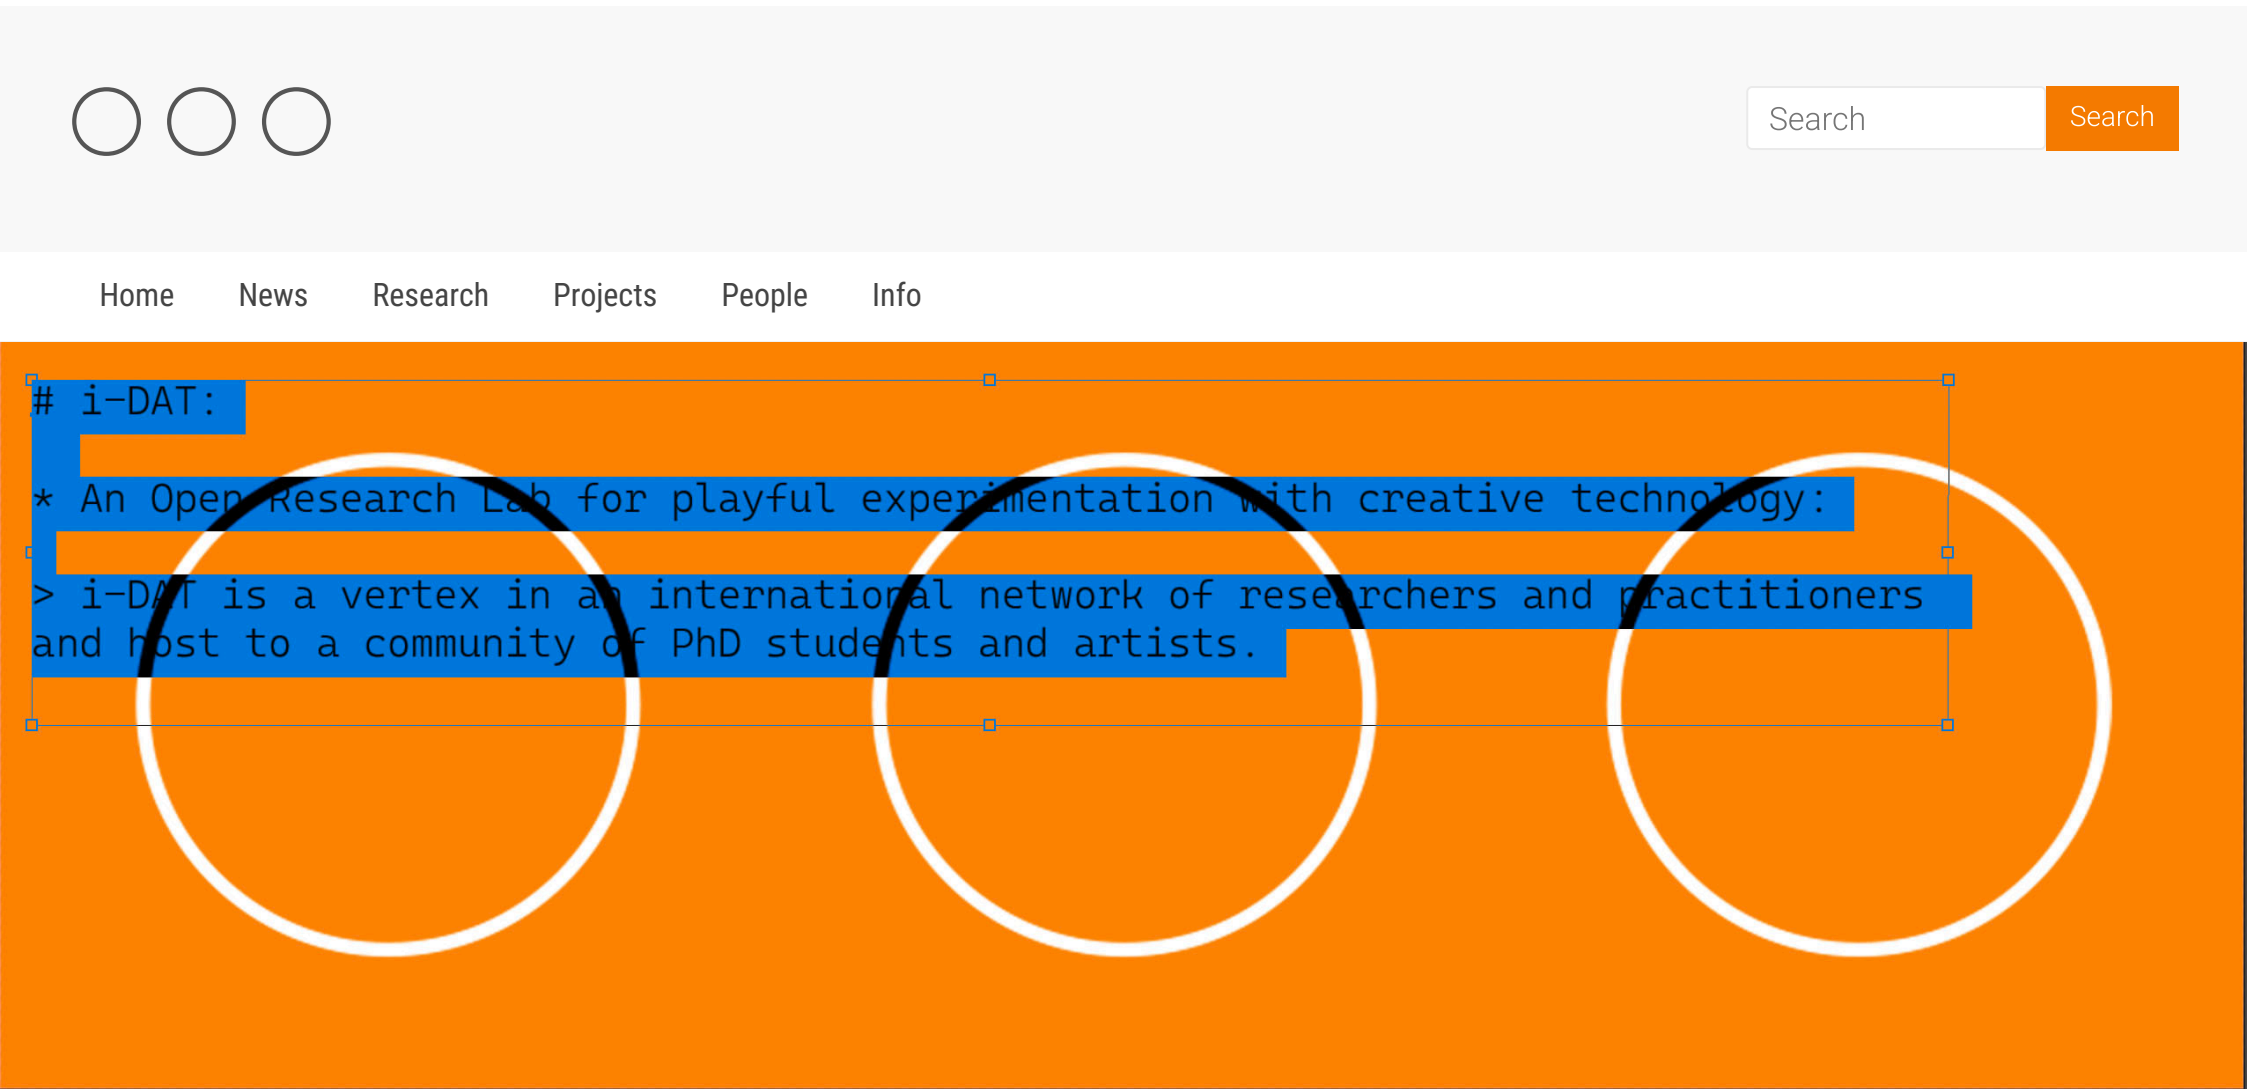 Search
Search
Home News Research Projects People Info
# i-DAT:
* An Open Research Lab for playful experimentation with creative technology:
> i-DAT is a vertex in an international network of researchers and practitioners
and host to a community of PhD students and artists.